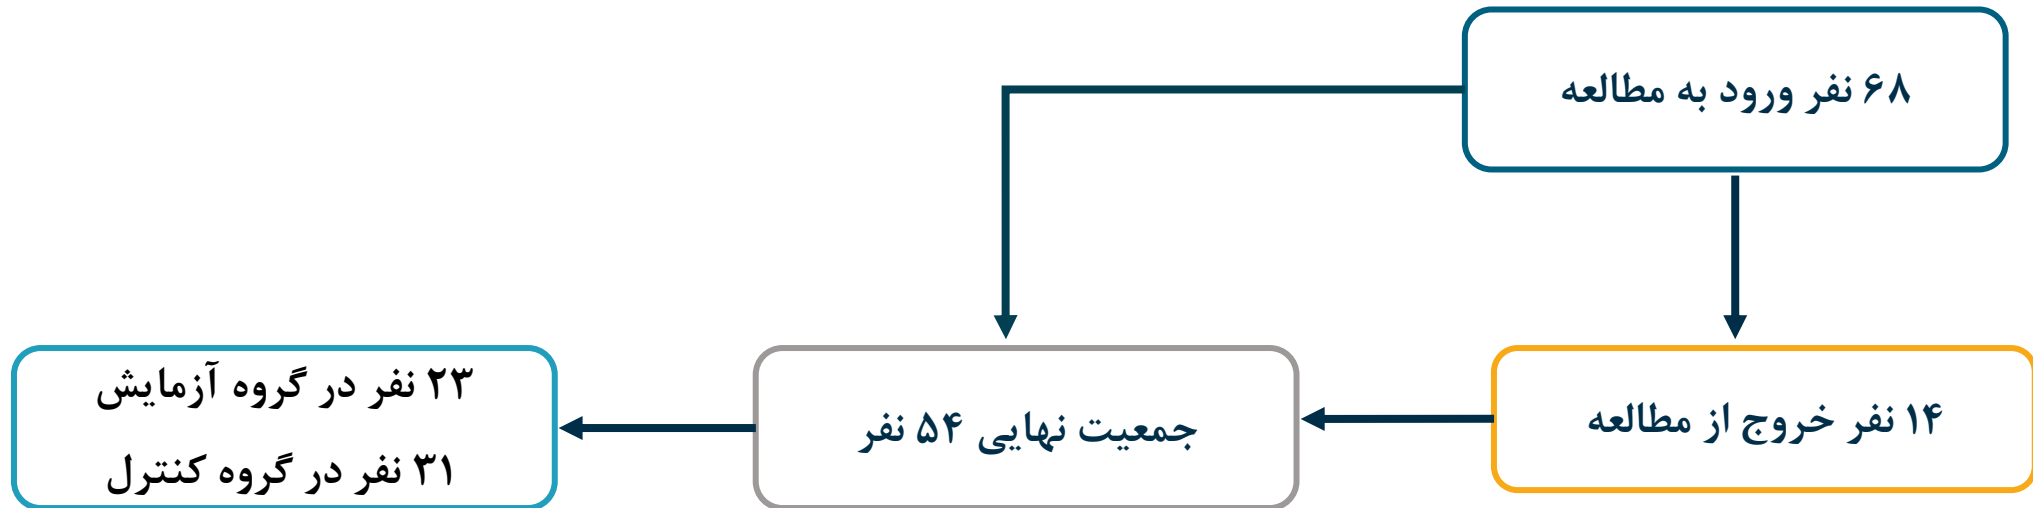 ۶۸ نفر ورود به مطالعه
۱۴ نفر خروج از مطالعه
جمعیت نهایی ۵۴ نفر
۲۳ نفر در گروه آزمایش
۳۱ نفر در گروه کنترل